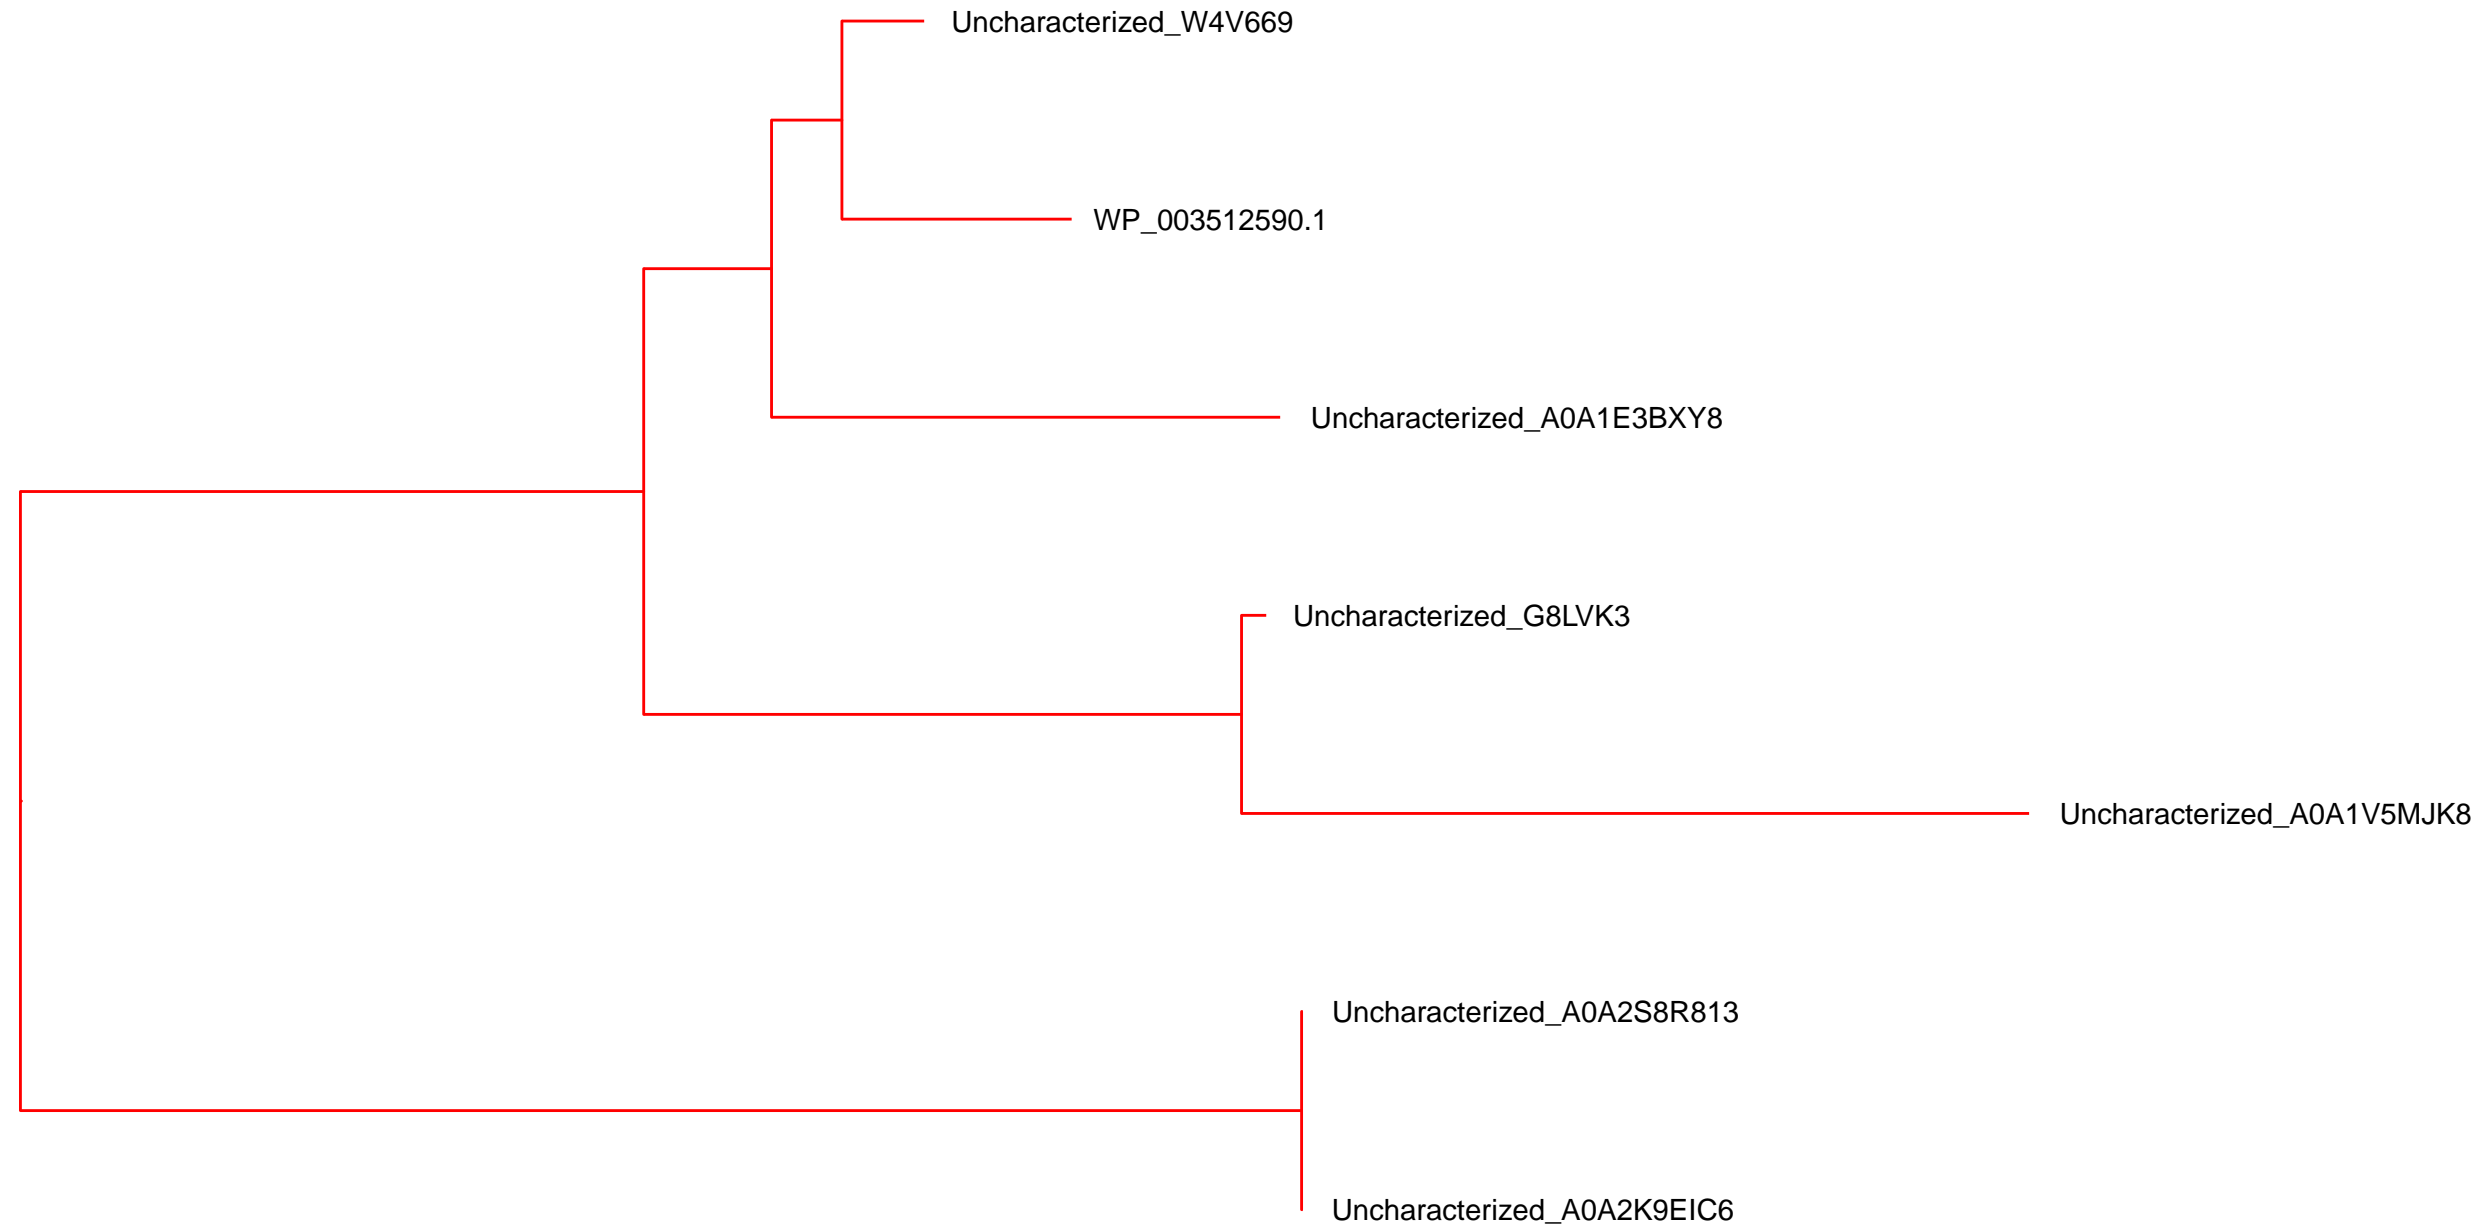 Uncharacterized_W4V669
WP_003512590.1
Uncharacterized_A0A1E3BXY8
Uncharacterized_G8LVK3
Uncharacterized_A0A1V5MJK8
Uncharacterized_A0A2S8R813
Uncharacterized_A0A2K9EIC6